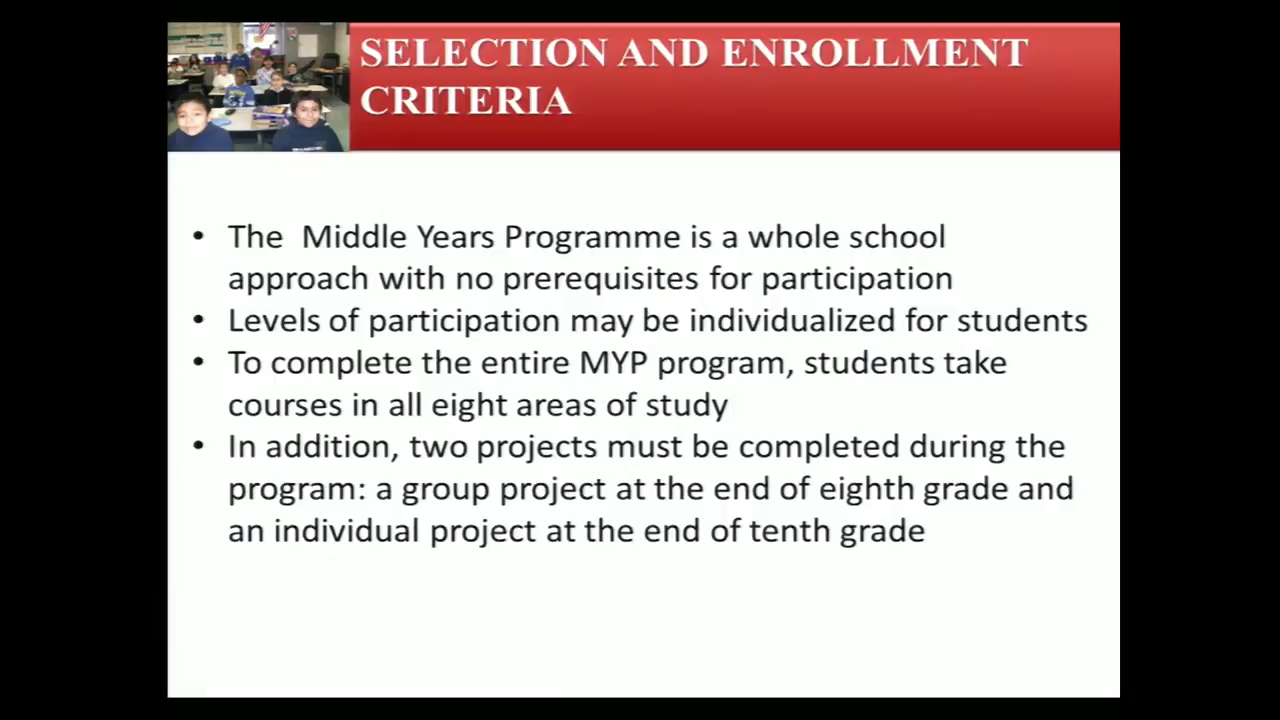 SELECTION AND ENROLLMENT
CRITERIA
• The Middle Years Programme is a whole school
approach with no prerequisites for participation
• Levels of participation may be individualized for students
• To complete the entire MYP program, students take
courses in all eight areas of study
• In addition, two projects must be completed during the
program: a group project at the end of eighth grade and
an individual project at the end of tenth grade